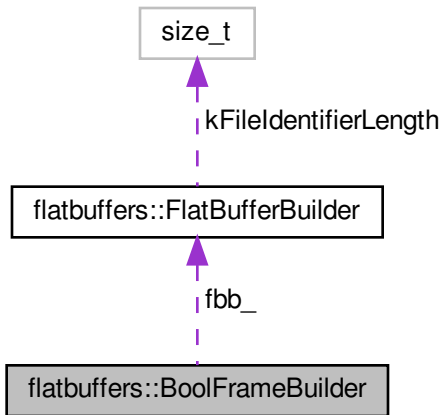 size_t
kFileIdentifierLength
flatbuffers::FlatBufferBuilder
fbb_
flatbuffers::BoolFrameBuilder